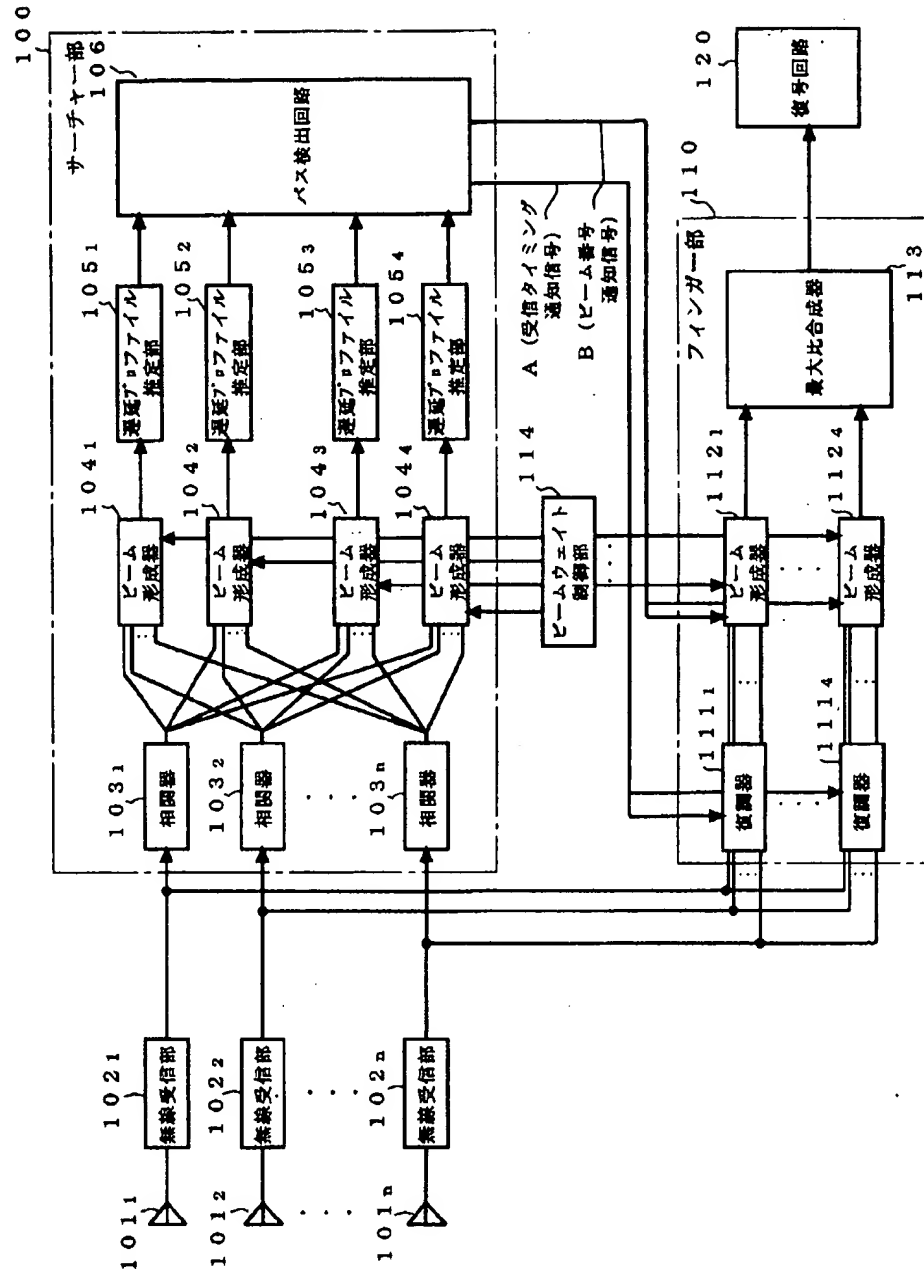 100
サーチャー部
106
パス検出回路
105₁
遅延プロファイル
推定部
105₂
遅延プロファイル
推定部
105₃
遅延プロファイル
推定部
105₄
遅延プロファイル
推定部
104₁
ビーム
形成器
104₂
ビーム
形成器
104₃
ビーム
形成器
104₄
ビーム
形成器
103₁
相関器
103₂
相関器
103ₙ
相関器
102₁
無線受信部
102₂
無線受信部
102ₙ
無線受信部
101₁
101₂
101ₙ
A(受信タイミング
通知信号)
B(ビーム番号
通知信号)
114
ビームウェイト
制御部
110
フィンガー部
111₁
復調器
111₄
復調器
112₁
ビーム
形成器
112₄
ビーム
形成器
113
最大比合成器
120
復号回路